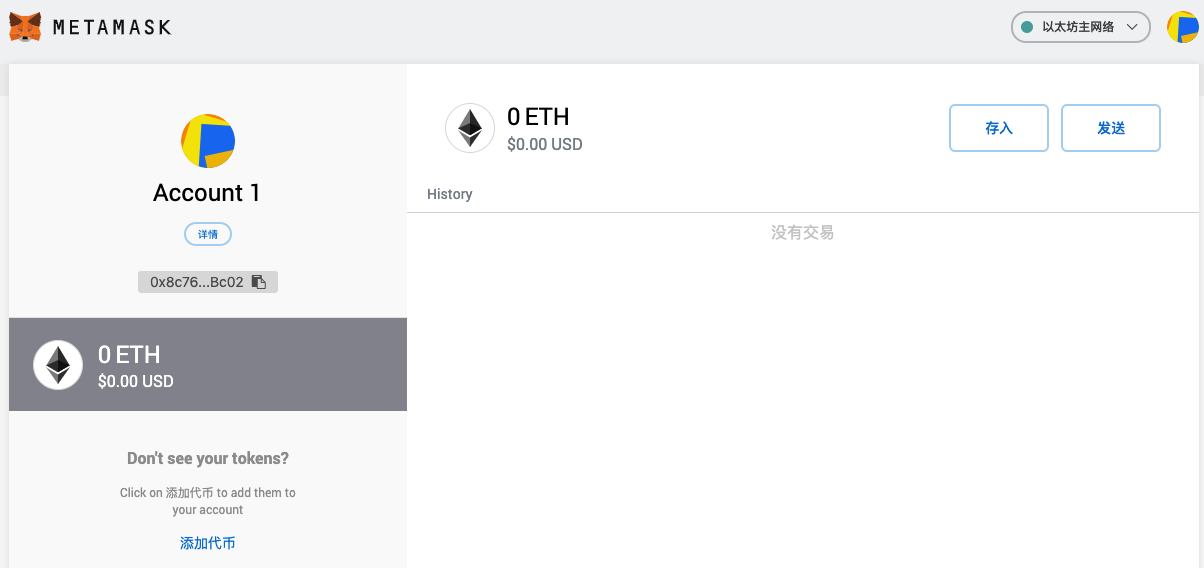 METAMASK
以太坊主网络
Account 1
详情
0x8c76...Bc02
0 ETH
$0.00 USD
Don't see your tokens?
Click on 添加代币 to add them to
your account
添加代币
0 ETH
$0.00 USD
存入
发送
History
没有交易